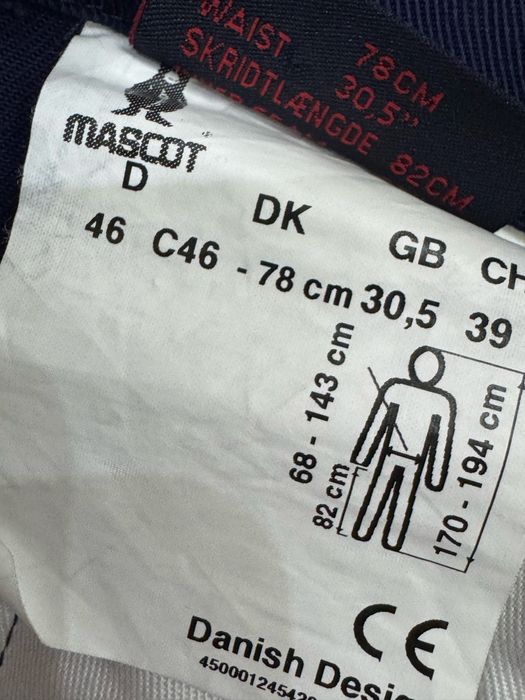 WAIST 78CM
30,5"
SKRIDTLÆNGDE 82CM
MASCOT
D DK GB CH
46 C46 - 78 cm 30,5 39
68 - 143 cm
82 cm
170 - 194 cm
CE
Danish